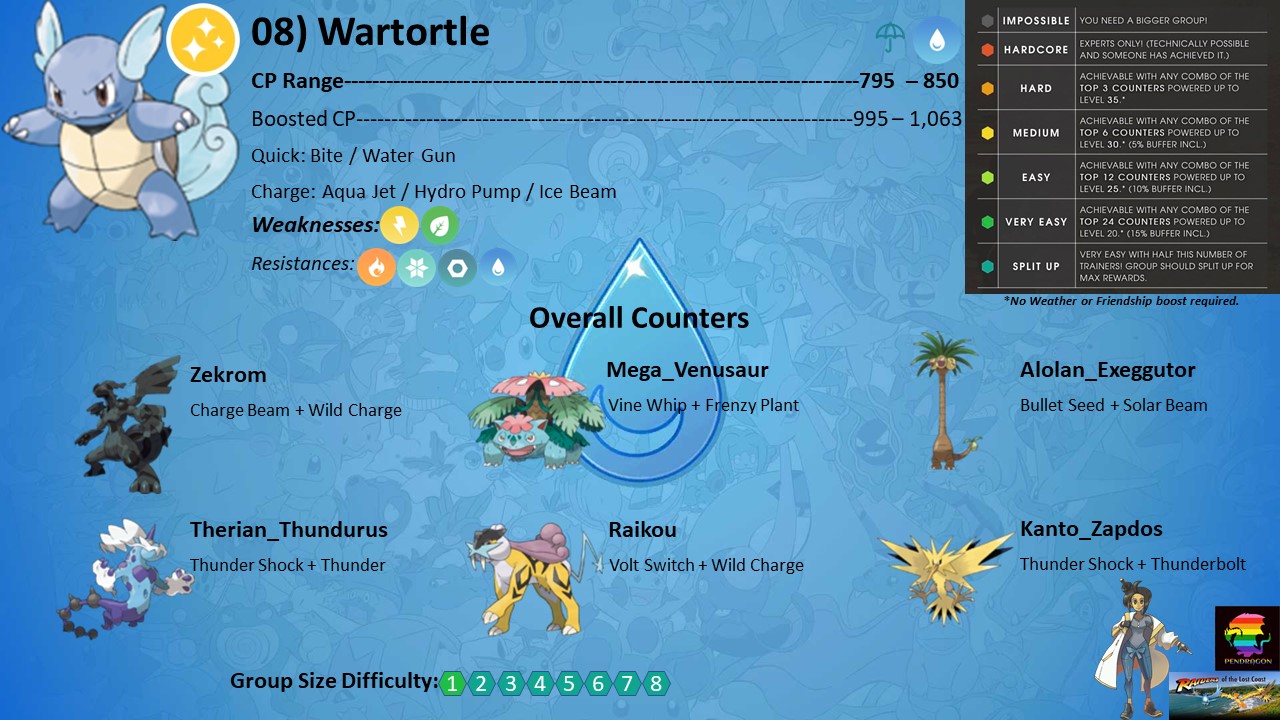 08) Wartortle
CP Range---------------------------------------------------------------------------795 – 850
Boosted CP-----------------------------------------------------------------------995 – 1,063
Quick: Bite / Water Gun
Charge: Aqua Jet / Hydro Pump / Ice Beam
Weaknesses:
Resistances:
IMPOSSIBLE YOU NEED A BIGGER GROUP!
HARDCORE EXPERTS ONLY! (TECHNICALLY POSSIBLE
AND SOMEONE HAS ACHIEVED IT.)
HARD ACHIEVABLE WITH ANY COMBO OF THE
TOP 3 COUNTERS POWERED UP TO
LEVEL 35.*
MEDIUM ACHIEVABLE WITH ANY COMBO OF THE
TOP 6 COUNTERS POWERED UP TO
LEVEL 30.* (5% BUFFER INCL.)
EASY ACHIEVABLE WITH ANY COMBO OF THE
TOP 12 COUNTERS POWERED UP TO
LEVEL 25.* (10% BUFFER INCL.)
VERY EASY ACHIEVABLE WITH ANY COMBO OF THE
TOP 24 COUNTERS POWERED UP TO
LEVEL 20.* (15% BUFFER INCL.)
SPLIT UP VERY EASY WITH HALF THIS NUMBER OF
TRAINERS! GROUP SHOULD SPLIT UP FOR
MAX REWARDS.
*No Weather or Friendship boost required.
Overall Counters
Zekrom
Charge Beam + Wild Charge
Mega_Venusaur
Vine Whip + Frenzy Plant
Alolan_Exeggutor
Bullet Seed + Solar Beam
Therian_Thundurus
Thunder Shock + Thunder
Raikou
Volt Switch + Wild Charge
Kanto_Zapdos
Thunder Shock + Thunderbolt
Group Size Difficulty: 1 2 3 4 5 6 7 8
PENDRAGON
RAIDERS of the Lost Coast